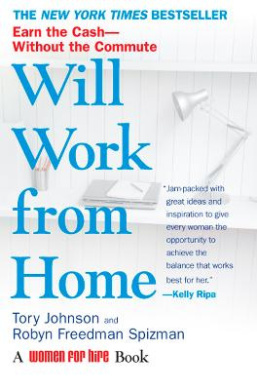 THE NEW YORK TIMES BESTSELLER
Earn the Cash—
Without the Commute
Will
Work
from
Home
"Jam-packed with
great ideas and
inspiration to give
every woman the
opportunity to
achieve the
balance that works
best for her."
—Kelly Ripa
Tory Johnson and
Robyn Freedman Spizman
A WOMEN FOR HIRE Book